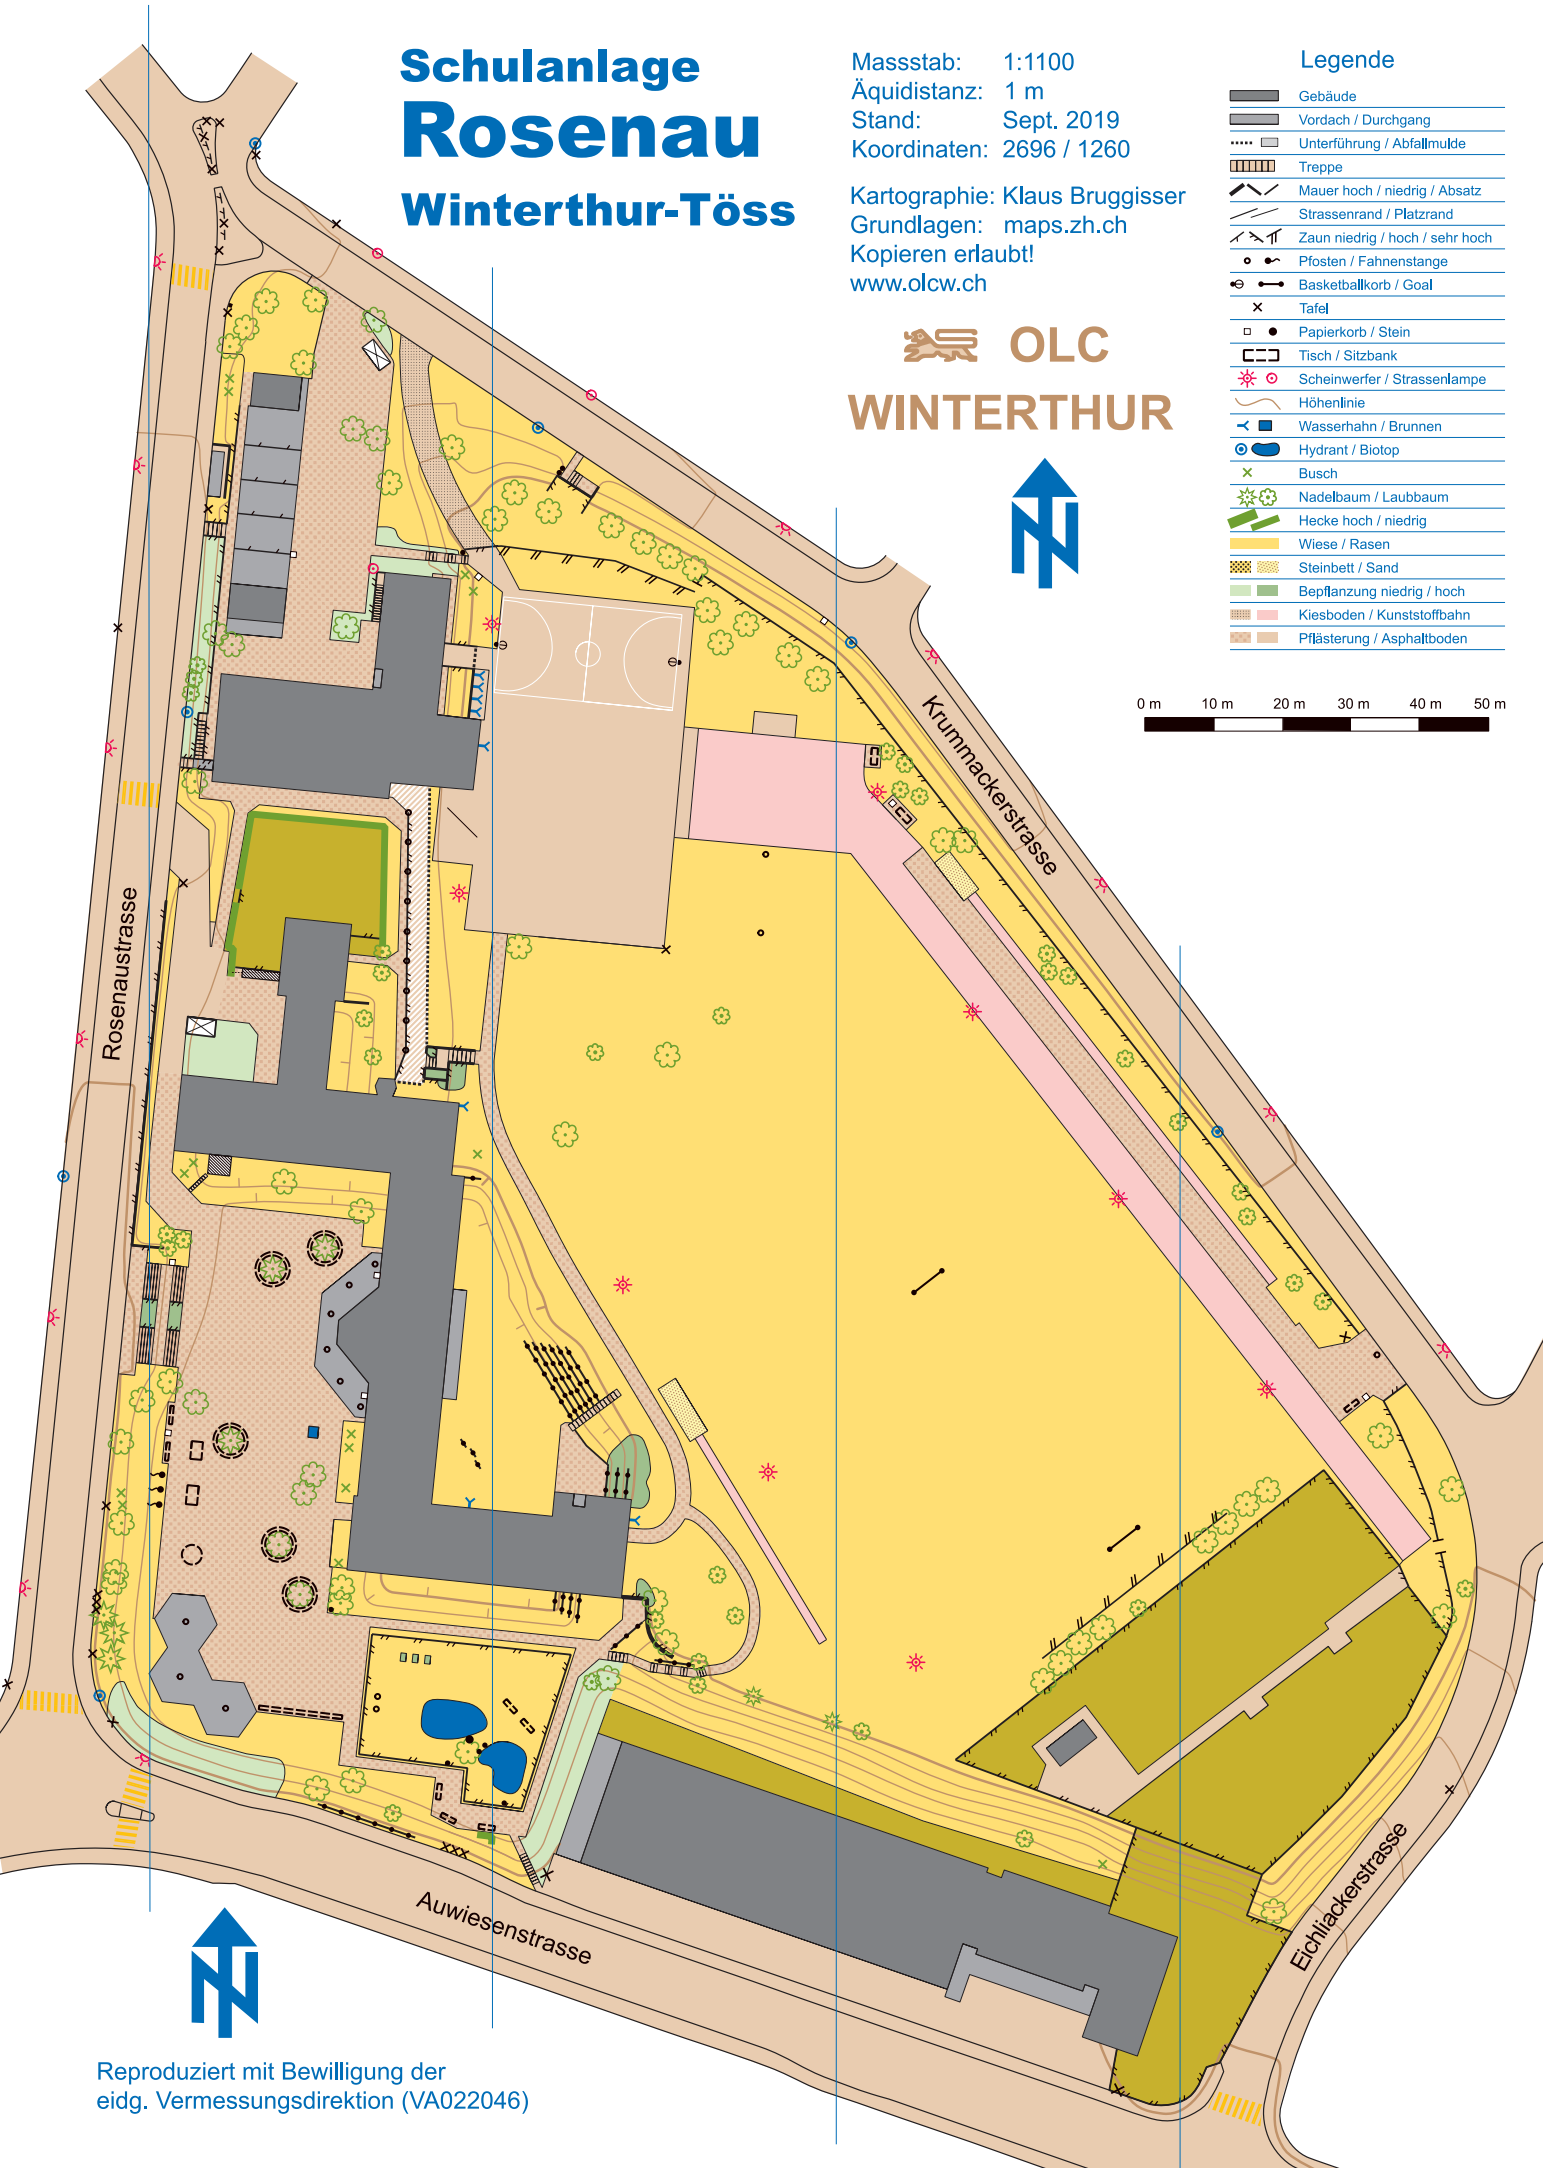 Schulanlage
Rosenau
Winterthur-Töss
Massstab: 1:1100
Äquidistanz: 1 m
Stand: Sept. 2019
Koordinaten: 2696 / 1260
Kartographie: Klaus Bruggisser
Grundlagen: maps.zh.ch
Kopieren erlaubt!
www.olcw.ch
OLC
WINTERTHUR
N
Legende
Gebäude
Vordach / Durchgang
Unterführung / Abfallmulde
Treppe
Mauer hoch / niedrig / Absatz
Strassenrand / Platzrand
Zaun niedrig / hoch / sehr hoch
Pfosten / Fahnenstange
Basketballkorb / Goal
Tafel
Papierkorb / Stein
Tisch / Sitzbank
Scheinwerfer / Strassenlampe
Höhenlinie
Wasserhahn / Brunnen
Hydrant / Biotop
Busch
Nadelbaum / Laubbaum
Hecke hoch / niedrig
Wiese / Rasen
Steinbett / Sand
Bepflanzung niedrig / hoch
Kiesboden / Kunststoffbahn
Pflästerung / Asphaltboden
0 m 10 m 20 m 30 m 40 m 50 m
Krummackerstrasse
Rosenaustrasse
Auwiesenstrasse
Eichliackerstrasse
N
Reproduziert mit Bewilligung der
eidg. Vermessungsdirektion (VA022046)